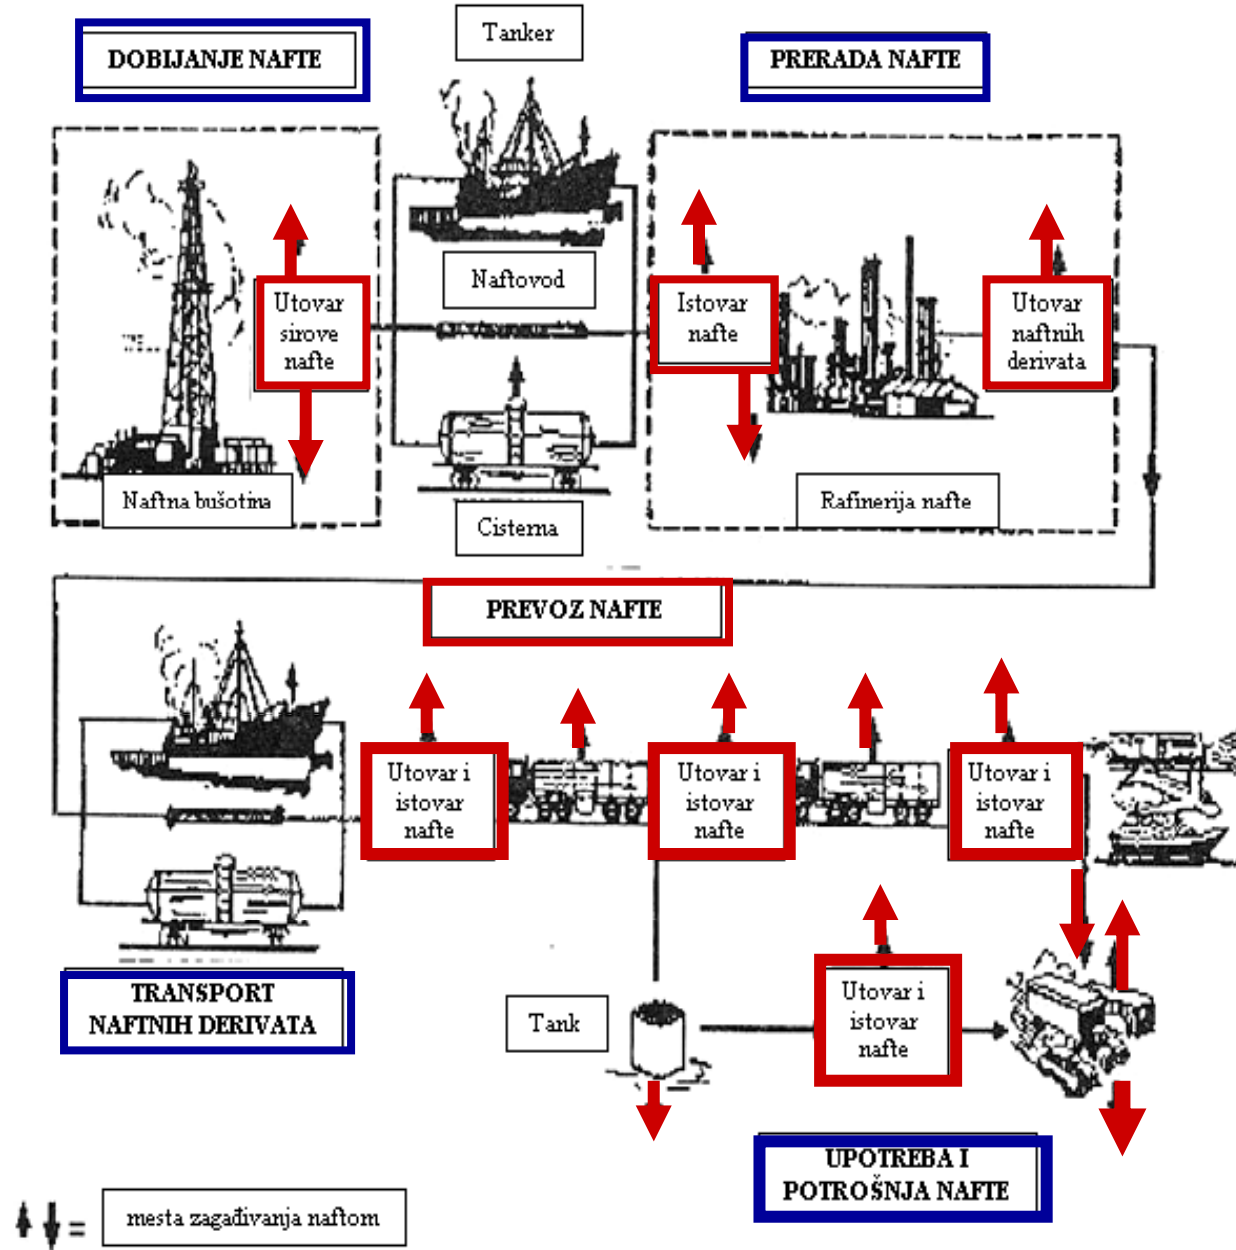 DOBIJANJE NAFTE
Tanker
PRERADA NAFTE
Utovar
sirove
nafte
Naftovod
Istovar
nafte
Utovar
naftnih
derivata
Naftna bušotina
Cisterna
Rafinerija nafte
PREVOZ NAFTE
Utovar i
istovar
nafte
Utovar i
istovar
nafte
Utovar i
istovar
nafte
TRANSPORT
NAFTNIH DERIVATA
Tank
Utovar i
istovar
nafte
UPOTREBA I
POTROŠNJA NAFTE
= mesta zagađivanja naftom